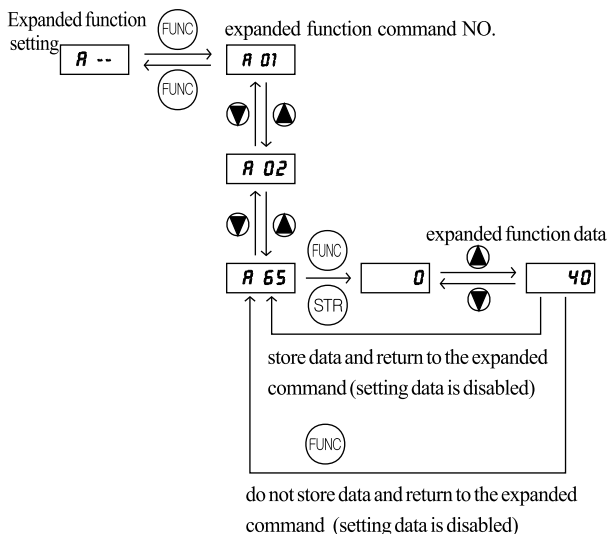 Expanded function
setting
FUNC
expanded function command NO.
A --
A 01
FUNC
A 02
expanded function data
FUNC
A 65
0
40
STR
store data and return to the expanded
command (setting data is disabled)
FUNC
do not store data and return to the expanded
command (setting data is disabled)